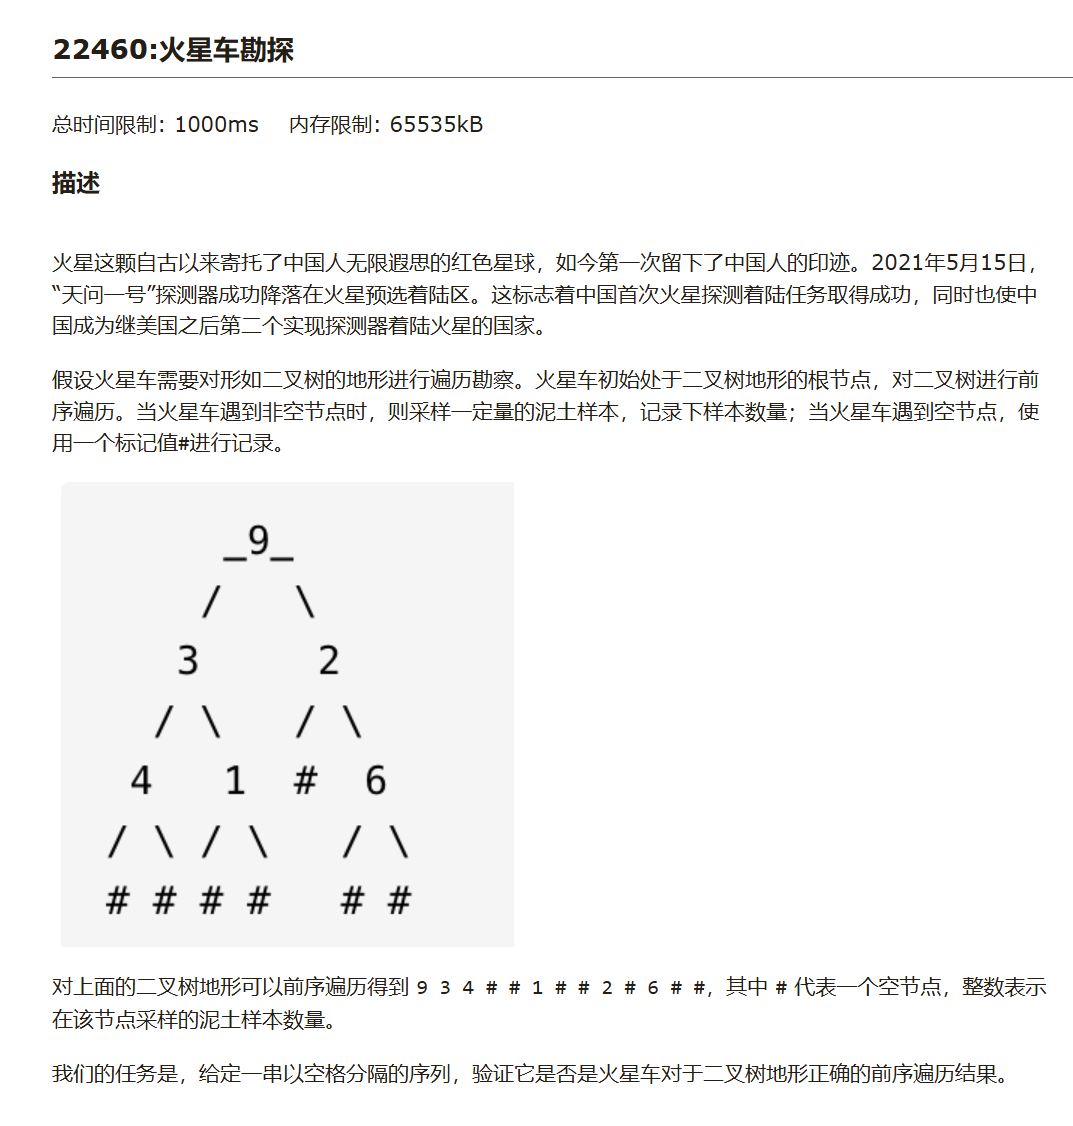 22460:火星车勘探
总时间限制: 1000ms 内存限制: 65535kB
描述
火星这颗自古以来寄托了中国人无限遐思的红色星球，如今第一次留下了中国人的印迹。2021年5月15日，
“天问一号”探测器成功降落在火星预选着陆区。这标志着中国首次火星探测着陆任务取得成功，同时也使中
国成为继美国之后第二个实现探测器着陆火星的国家。
假设火星车需要对形如二叉树的地形进行遍历勘察。火星车初始处于二叉树地形的根节点，对二叉树进行前
序遍历。当火星车遇到非空节点时，则采样一定量的泥土样本，记录下样本数量；当火星车遇到空节点，使
用一个标记值#进行记录。
_9_
/ \
3 2
/ \ / \
4 1 # 6
/ \ / \ / \
# # # # # #
对上面的二叉树地形可以前序遍历得到 9 3 4 # # 1 # # 2 # 6 # #，其中 # 代表一个空节点，整数表示
在该节点采样的泥土样本数量。
我们的任务是，给定一串以空格分隔的序列，验证它是否是火星车对于二叉树地形正确的前序遍历结果。